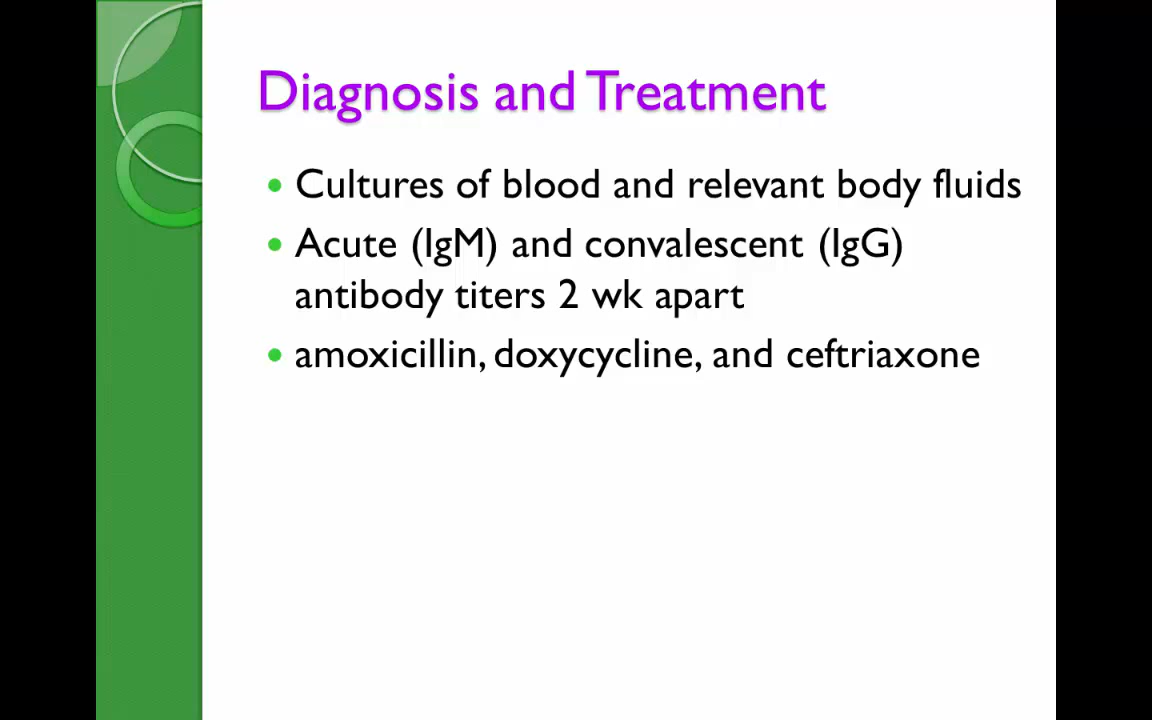 Diagnosis and Treatment
• Cultures of blood and relevant body fluids
• Acute (IgM) and convalescent (IgG)
antibody titers 2 wk apart
• amoxicillin, doxycycline, and ceftriaxone